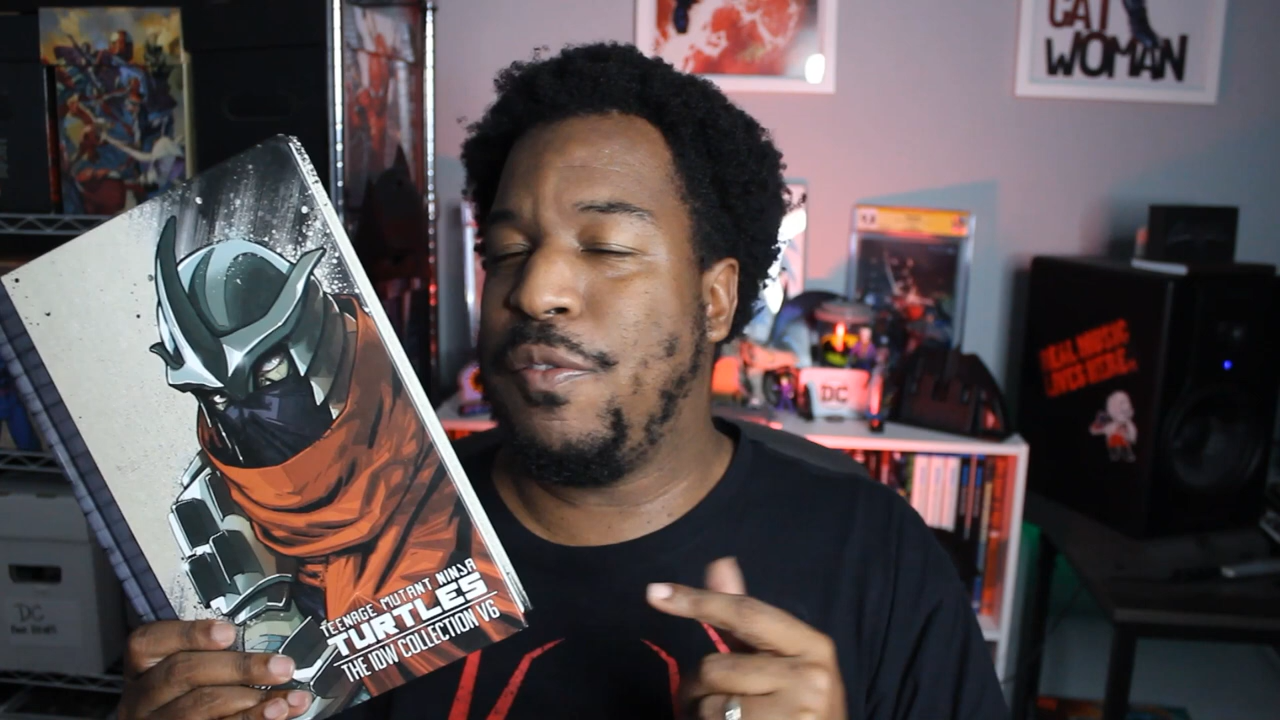 CAT
WOMAN
REAL MUSIC
LIVES HERE..
DC
DC
TEENAGE MUTANT NINJA
TURTLES
THE IDW COLLECTION V6